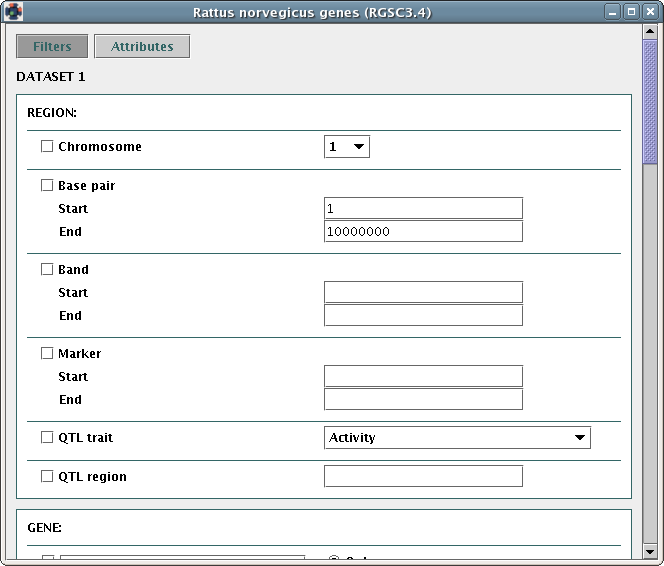 Rattus norvegicus genes (RGSC3.4)
Filters Attributes
DATASET 1
REGION:
Chromosome 1
Base pair
Start 1
End 10000000
Band
Start
End
Marker
Start
End
QTL trait Activity
QTL region
GENE: